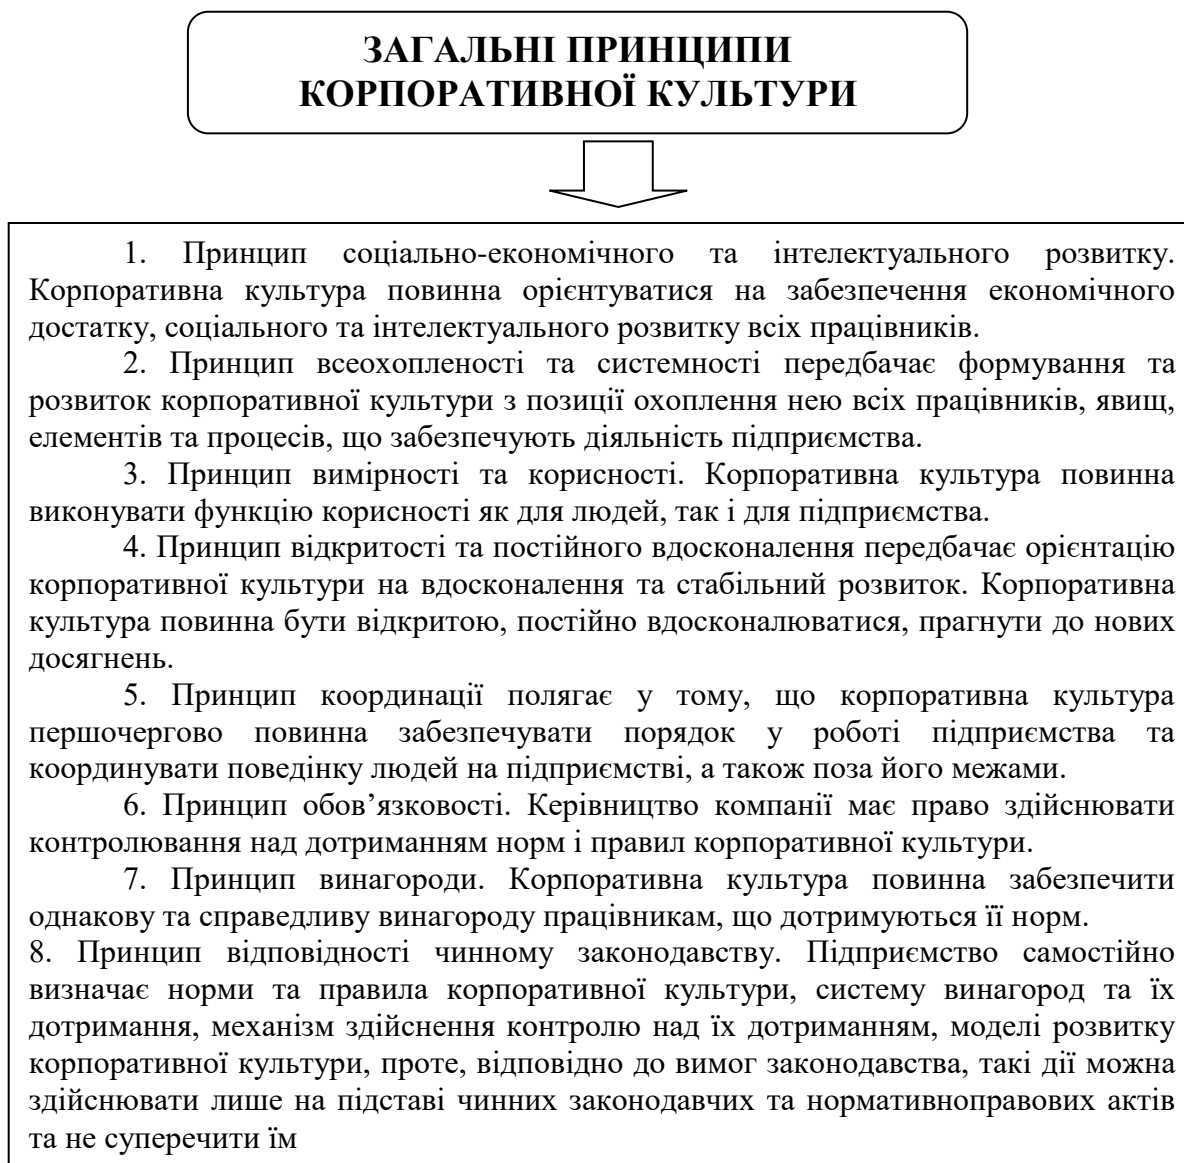 ЗАГАЛЬНІ ПРИНЦИПИ
КОРПОРАТИВНОЇ КУЛЬТУРИ
1. Принцип соціально-економічного та інтелектуального розвитку.
Корпоративна культура повинна орієнтуватися на забезпечення економічного
достатку, соціального та інтелектуального розвитку всіх працівників.
2. Принцип всеохопленості та системності передбачає формування та
розвиток корпоративної культури з позиції охоплення нею всіх працівників, явищ,
елементів та процесів, що забезпечують діяльність підприємства.
3. Принцип вимірності та корисності. Корпоративна культура повинна
виконувати функцію корисності як для людей, так і для підприємства.
4. Принцип відкритості та постійного вдосконалення передбачає орієнтацію
корпоративної культури на вдосконалення та стабільний розвиток. Корпоративна
культура повинна бути відкритою, постійно вдосконалюватися, прагнути до нових
досягнень.
5. Принцип координації полягає у тому, що корпоративна культура
першочергово повинна забезпечувати порядок у роботі підприємства та
координувати поведінку людей на підприємстві, а також поза його межами.
6. Принцип обов’язковості. Керівництво компанії має право здійснювати
контролювання над дотриманням норм і правил корпоративної культури.
7. Принцип винагороди. Корпоративна культура повинна забезпечити
однакову та справедливу винагороду працівникам, що дотримуються її норм.
8. Принцип відповідності чинному законодавству. Підприємство самостійно
визначає норми та правила корпоративної культури, систему винагород та їх
дотримання, механізм здійснення контролю над їх дотриманням, моделі розвитку
корпоративної культури, проте, відповідно до вимог законодавства, такі дії можна
здійснювати лише на підставі чинних законодавчих та нормативноправових актів
та не суперечити їм